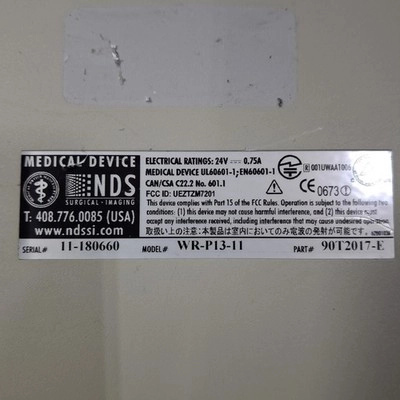 MEDICAL DEVICE
NDS
SURGICAL - IMAGING
T: 408.776.0085 (USA)
www.ndssi.com
ELECTRICAL RATINGS: 24V ⎓ 0.75A
MEDICAL DEVICE UL60601-1; EN60601-1
CAN/CSA C22.2 No. 601.1
FCC ID: UEZTZM7201
R 001UWAA1006
CE 0673
This device complies with Part 15 of the FCC Rules. Operation is subject to the following two
conditions: (1) this device may not cause harmful interference, and (2) this device must
accept any interference received, including interference that may cause undesired operation.
取扱注意:本製品は室内においてのみ電波の発射が可能です。
SERIAL# 11-180660 MODEL# WR-P13-11 PART# 90T2017-E